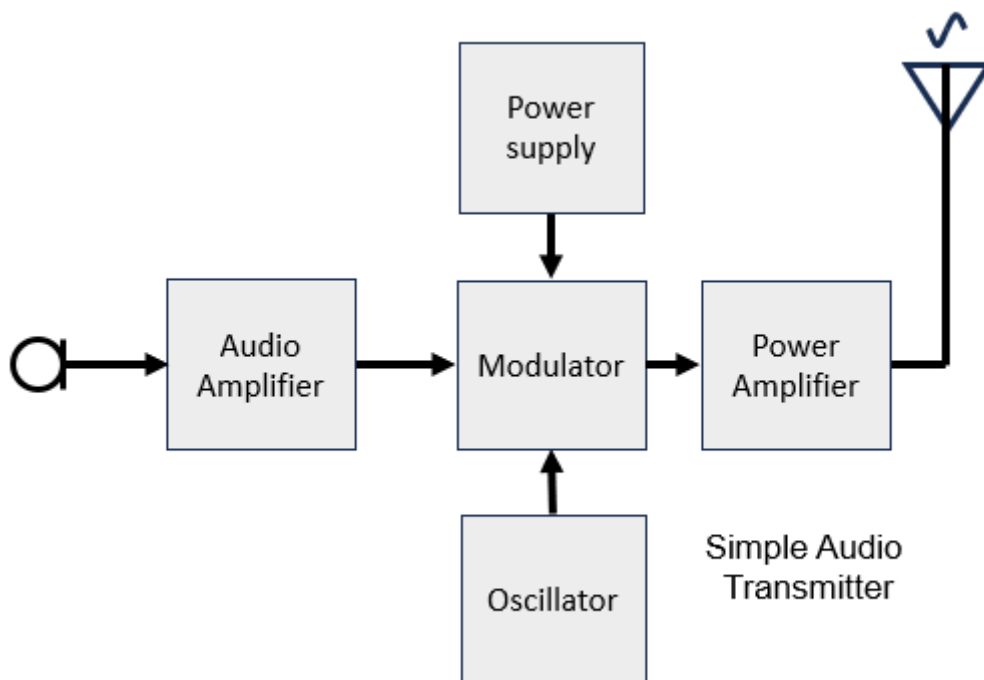 Power
supply
Audio
Amplifier
Modulator
Power
Amplifier
Oscillator
Simple Audio
Transmitter